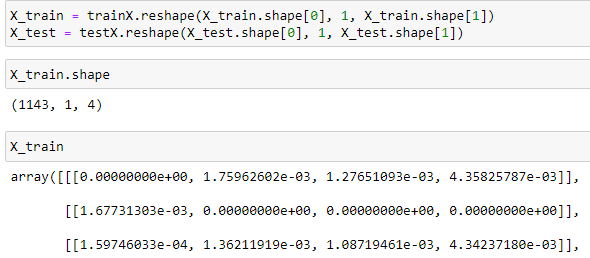 X_train = trainX.reshape(X_train.shape[0], 1, X_train.shape[1])
X_test = testX.reshape(X_test.shape[0], 1, X_test.shape[1])
X_train.shape
(1143, 1, 4)
X_train
array([[[0.00000000e+00, 1.75962602e-03, 1.27651093e-03, 4.35825787e-03]],
[[1.67731303e-03, 0.00000000e+00, 0.00000000e+00, 0.00000000e+00]],
[[1.59746033e-04, 1.36211919e-03, 1.08719461e-03, 4.34237180e-03]],